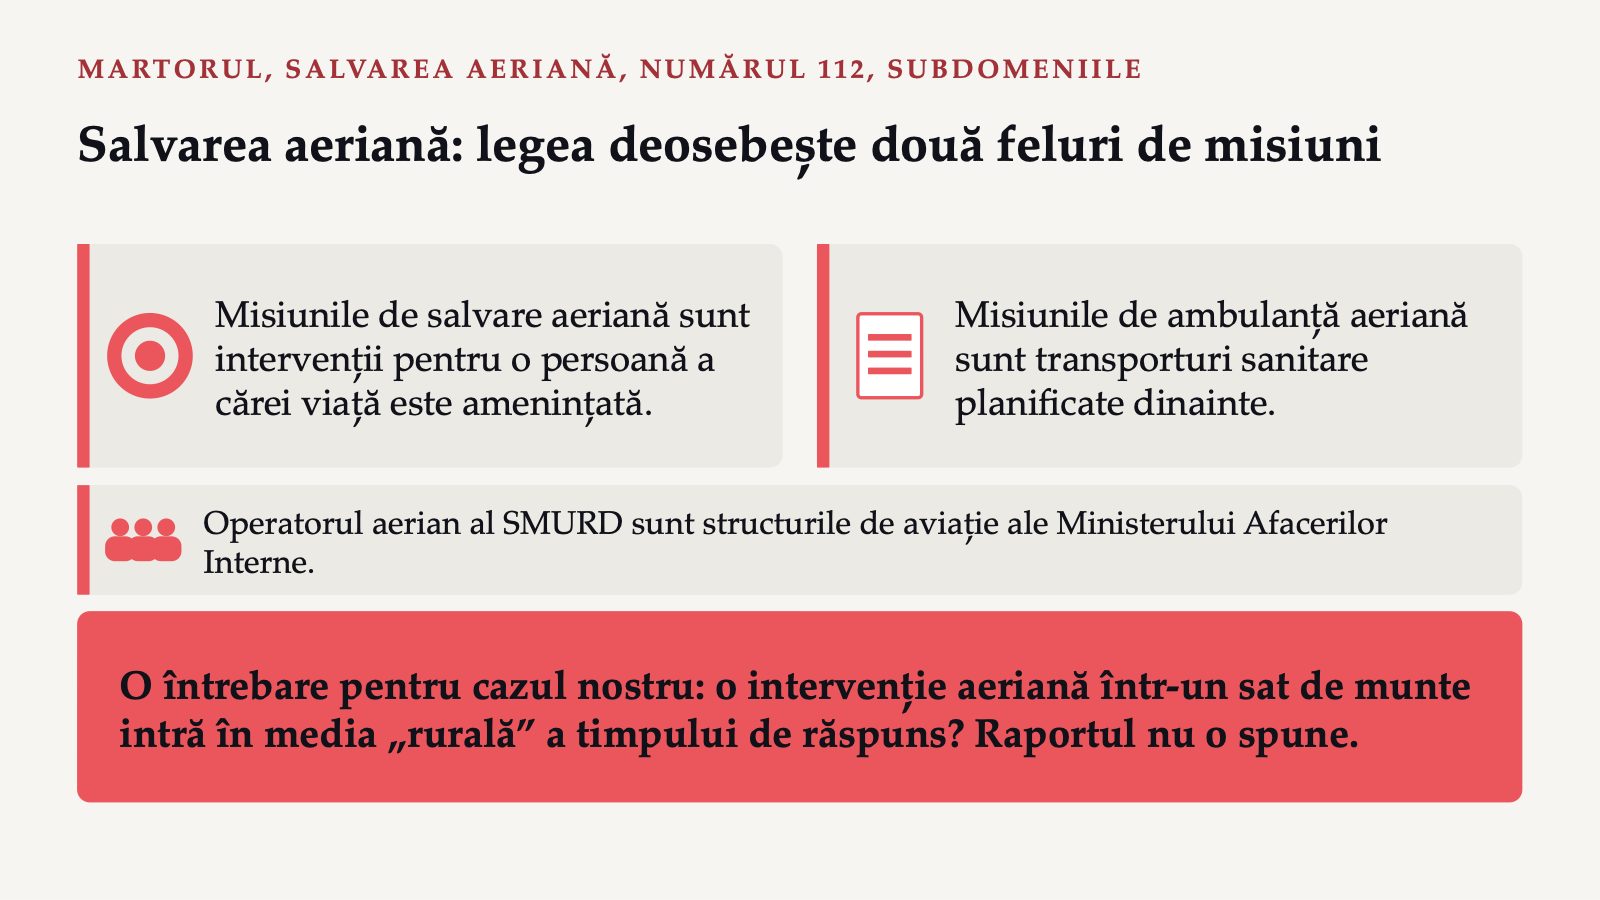 MARTORUL, SALVAREA AERIANĂ, NUMĂRUL 112, SUBDOMENIILE
Salvarea aeriană: legea deosebește două feluri de misiuni
Misiunile de salvare aeriană sunt
intervenții pentru o persoană a
cărei viață este amenințată.
Misiunile de ambulanță aeriană
sunt transporturi sanitare
planificate dinainte.
Operatorul aerian al SMURD sunt structurile de aviație ale Ministerului Afacerilor
Interne.
O întrebare pentru cazul nostru: o intervenție aeriană într-un sat de munte
intră în media „rurală” a timpului de răspuns? Raportul nu o spune.